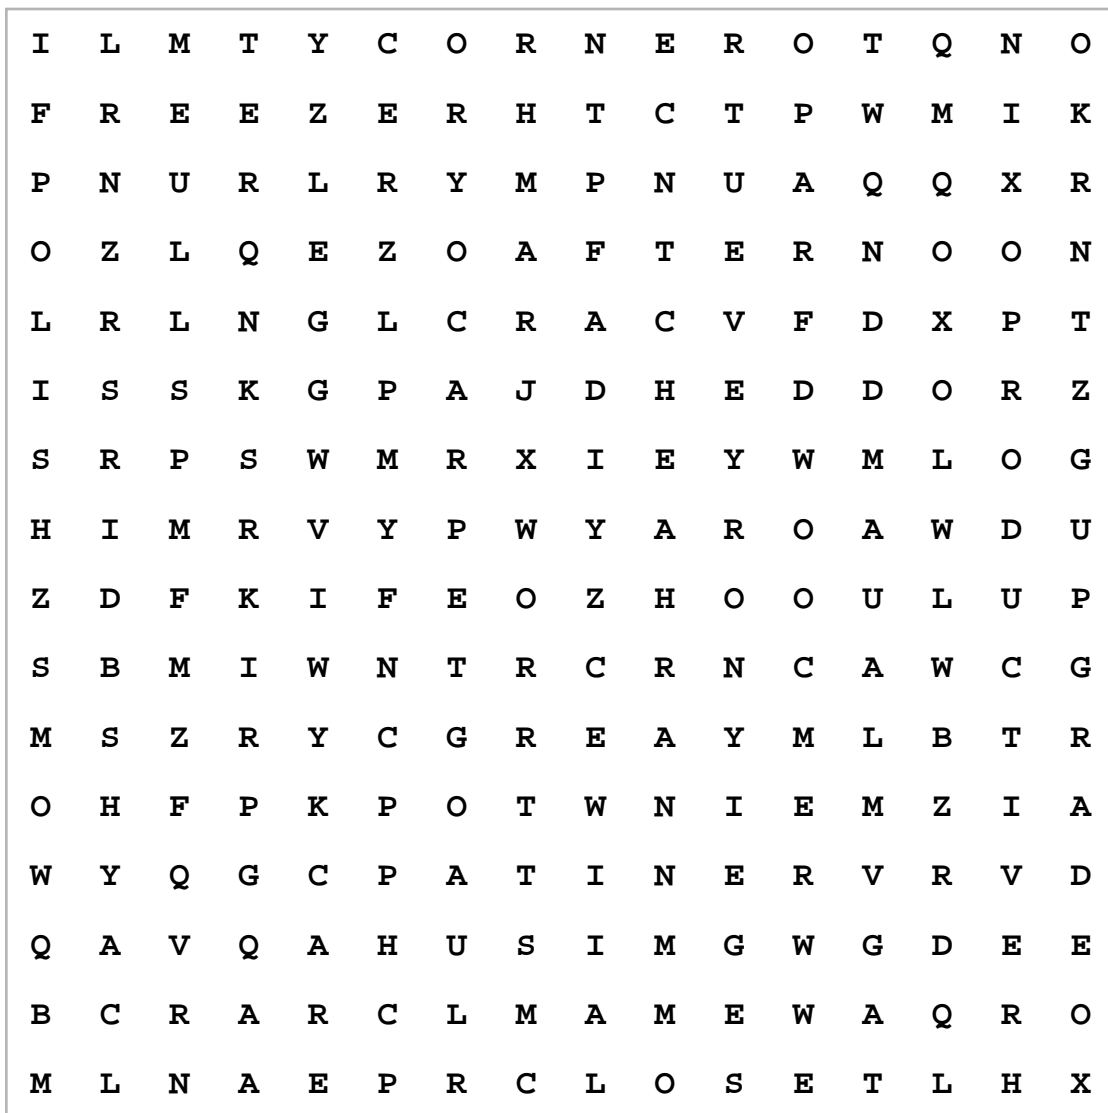 I L M T Y C O R N E R O T Q N O
F R E E Z E R H T C T P W M I K
P N U R L R Y M P N U A Q Q X R
O Z L Q E Z O A F T E R N O O N
L R L N G L C R A C V F D X P T
I S S K G P A J D H E D D O R Z
S R P S W M R X I E Y W M L O G
H I M R V Y P W Y A R O A W D U
Z D F K I F E O Z H O O U L U P
S B M I W N T R C R N C A W C G
M S Z R Y C G R E A Y M L B T R
O H F P K P O T W N I E M Z I A
W Y Q G C P A T I N E R V R V D
Q A V Q A H U S I M G W G D E E
B C R A R C L M A M E W A Q R O
M L N A E P R C L O S E T L H X